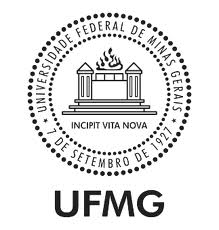 UNIVERSIDADE FEDERAL DE MINAS GERAIS
INCIPIT VITA NOVA
7 DE SETEMBRO DE 1927
UFMG